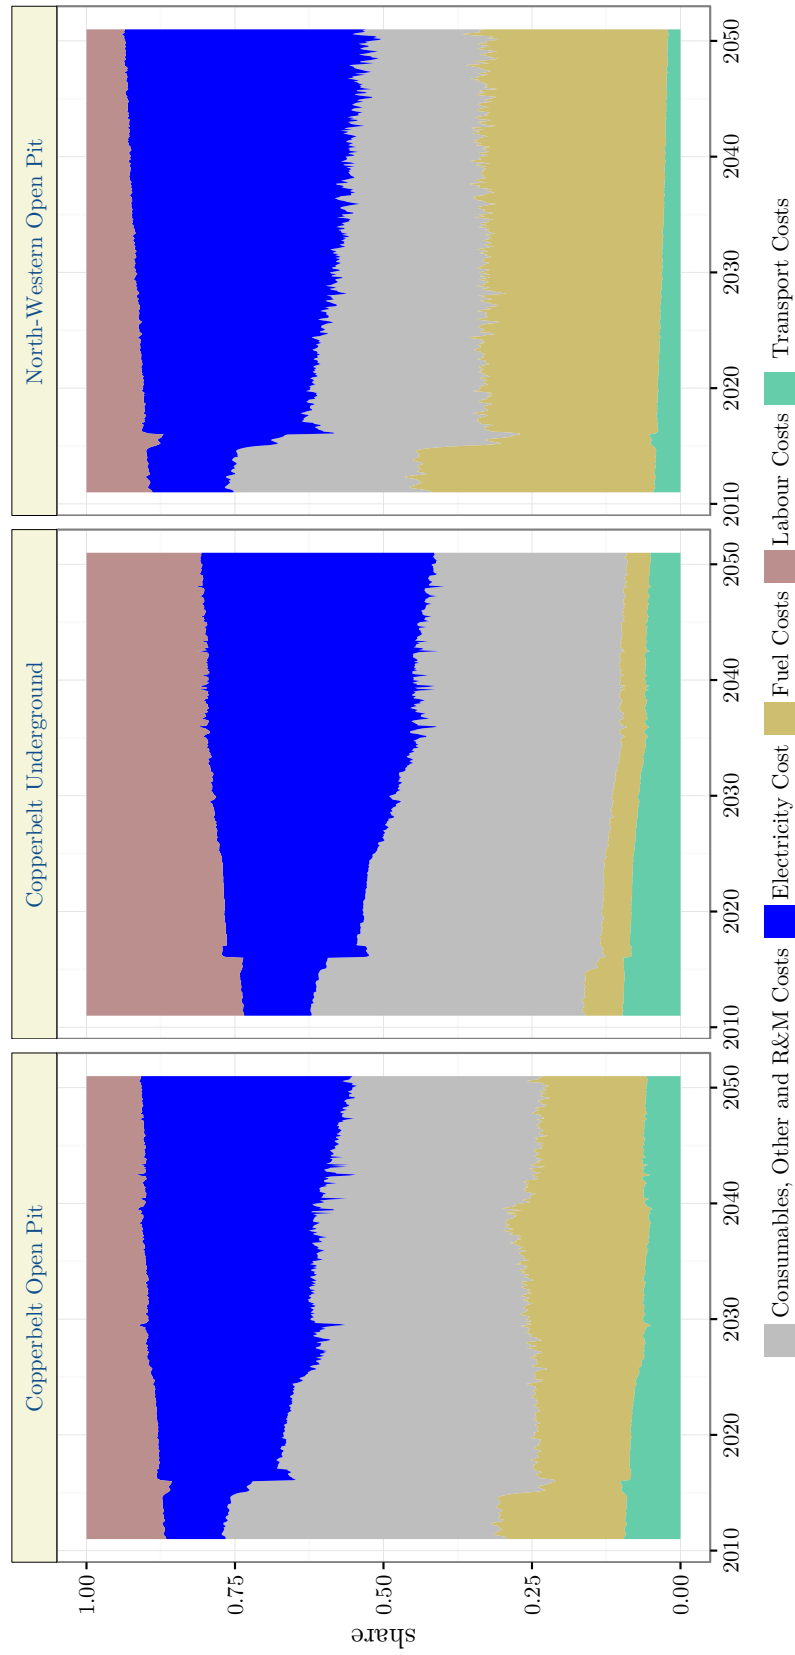 Copperbelt Open Pit
Copperbelt Underground
North-Western Open Pit
1.00
0.75
0.50
0.25
0.00
share
2010 2020 2030 2040 2050
2010 2020 2030 2040 2050
2010 2020 2030 2040 2050
Consumables, Other and R&M Costs Electricity Cost Fuel Costs Labour Costs Transport Costs